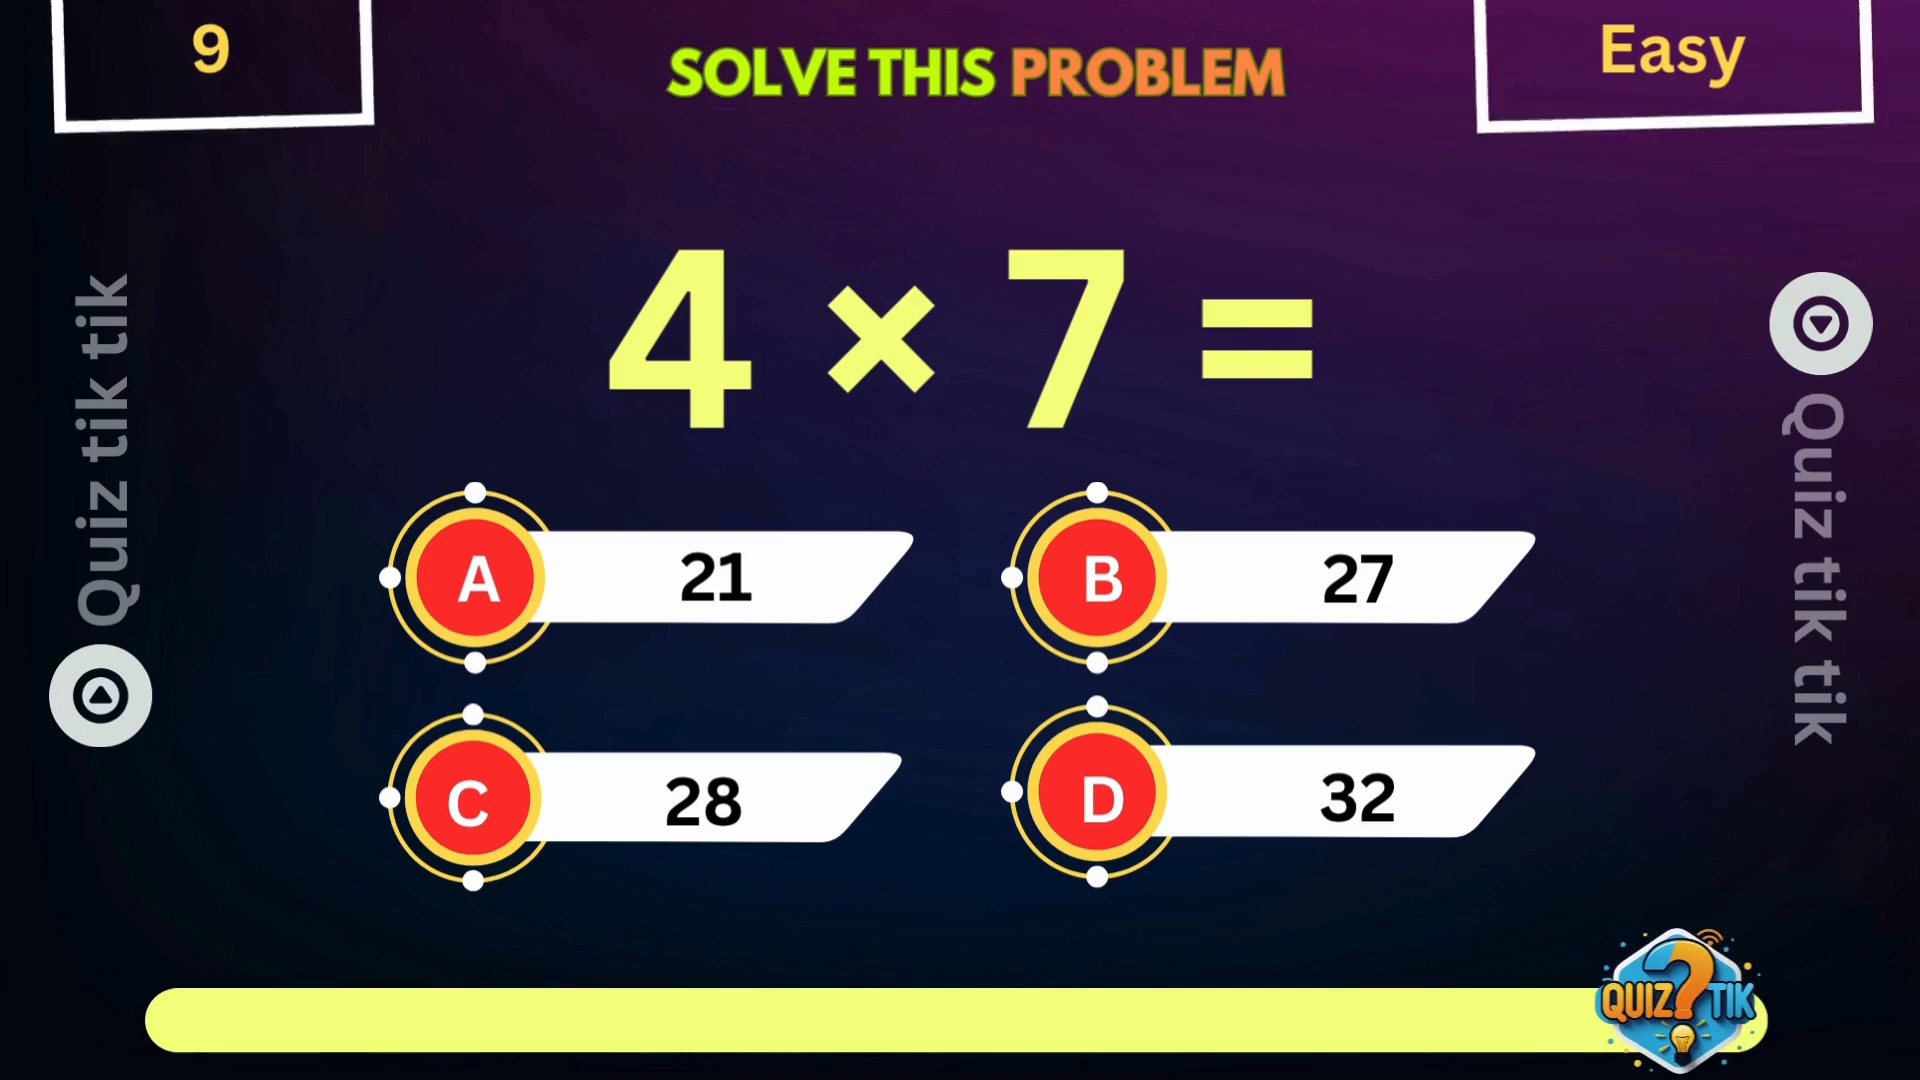 9
SOLVE THIS PROBLEM
Easy
4 × 7 =
A 21
B 27
C 28
D 32
Quiz tik tik
Quiz tik tik
QUIZ ? TIK